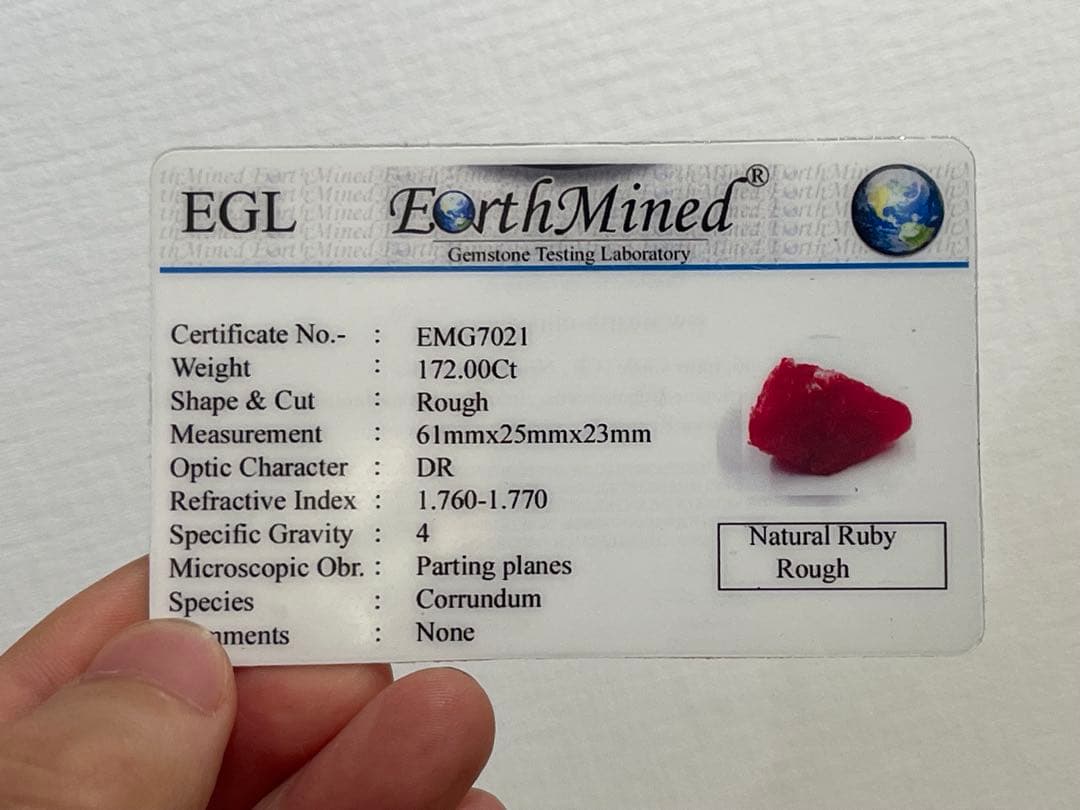 EGL EarthMined®
Gemstone Testing Laboratory
Certificate No.- : EMG7021
Weight : 172.00Ct
Shape & Cut : Rough
Measurement : 61mmx25mmx23mm
Optic Character : DR
Refractive Index : 1.760-1.770
Specific Gravity : 4
Microscopic Obr. : Parting planes
Species : Corrundum
mments : None
Natural Ruby
Rough